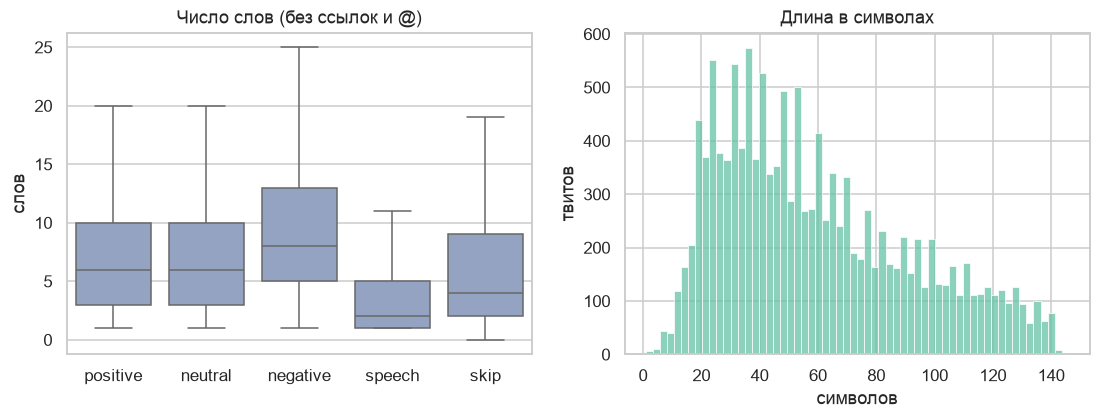 Число слов (без ссылок и @)
слов
25
20
15
10
5
0
positive neutral negative speech skip
Длина в символах
твитов
600
500
400
300
200
100
0
0 20 40 60 80 100 120 140
символов